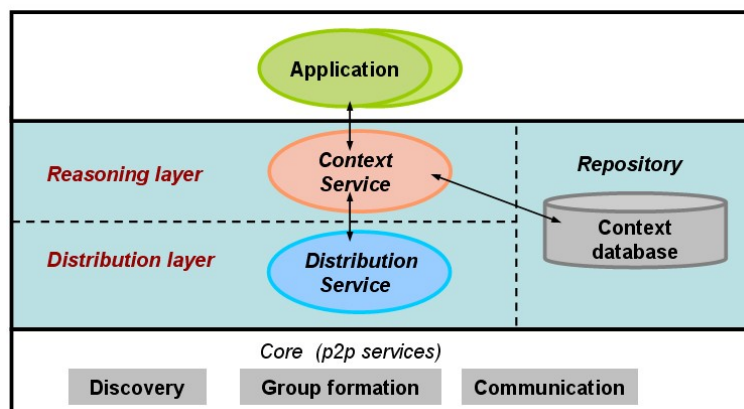 Application
Reasoning layer
Context
Service
Repository
Context
database
Distribution layer
Distribution
Service
Core (p2p services)
Discovery
Group formation
Communication